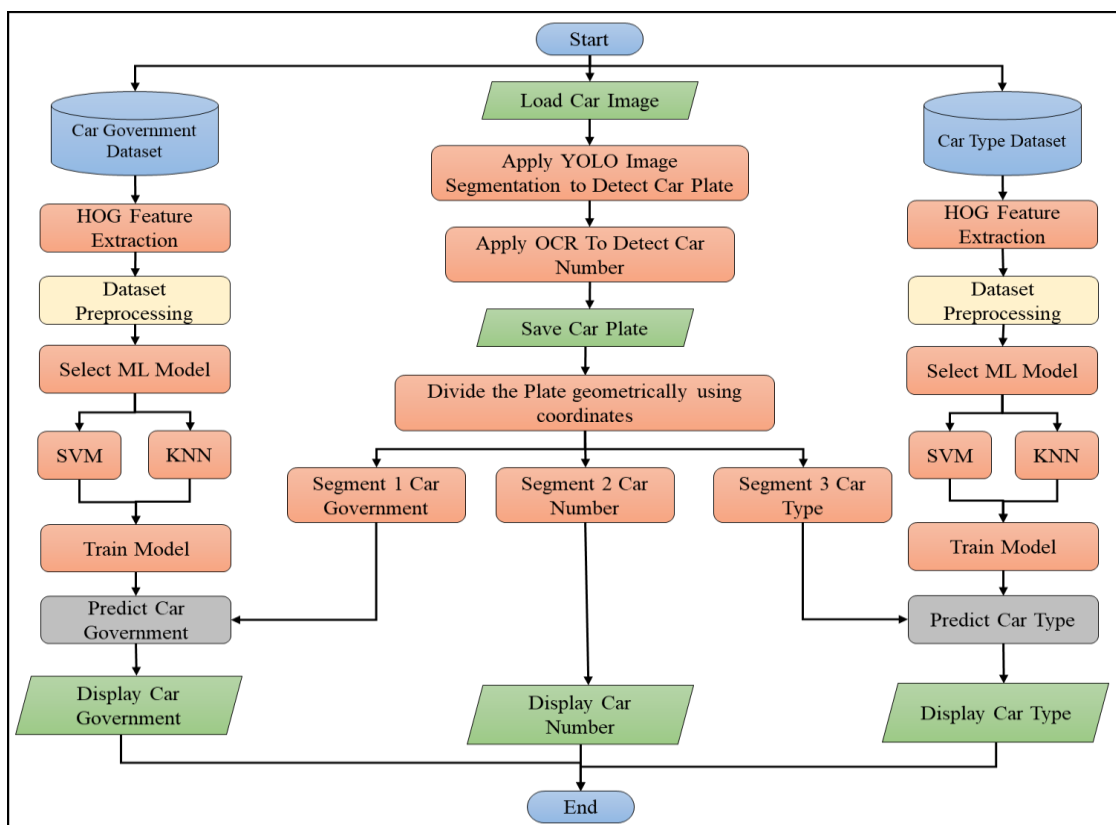 Start
Load Car Image
Car Government
Dataset
Car Type Dataset
Apply YOLO Image
Segmentation to Detect Car Plate
HOG Feature
Extraction
Apply OCR To Detect Car
Number
HOG Feature
Extraction
Dataset
Preprocessing
Save Car Plate
Dataset
Preprocessing
Select ML Model
Divide the Plate geometrically using
coordinates
Select ML Model
SVM
KNN
Segment 1 Car
Government
Segment 2 Car
Number
Segment 3 Car
Type
SVM
KNN
Train Model
Train Model
Predict Car
Government
Predict Car Type
Display Car
Government
Display Car
Number
Display Car Type
End